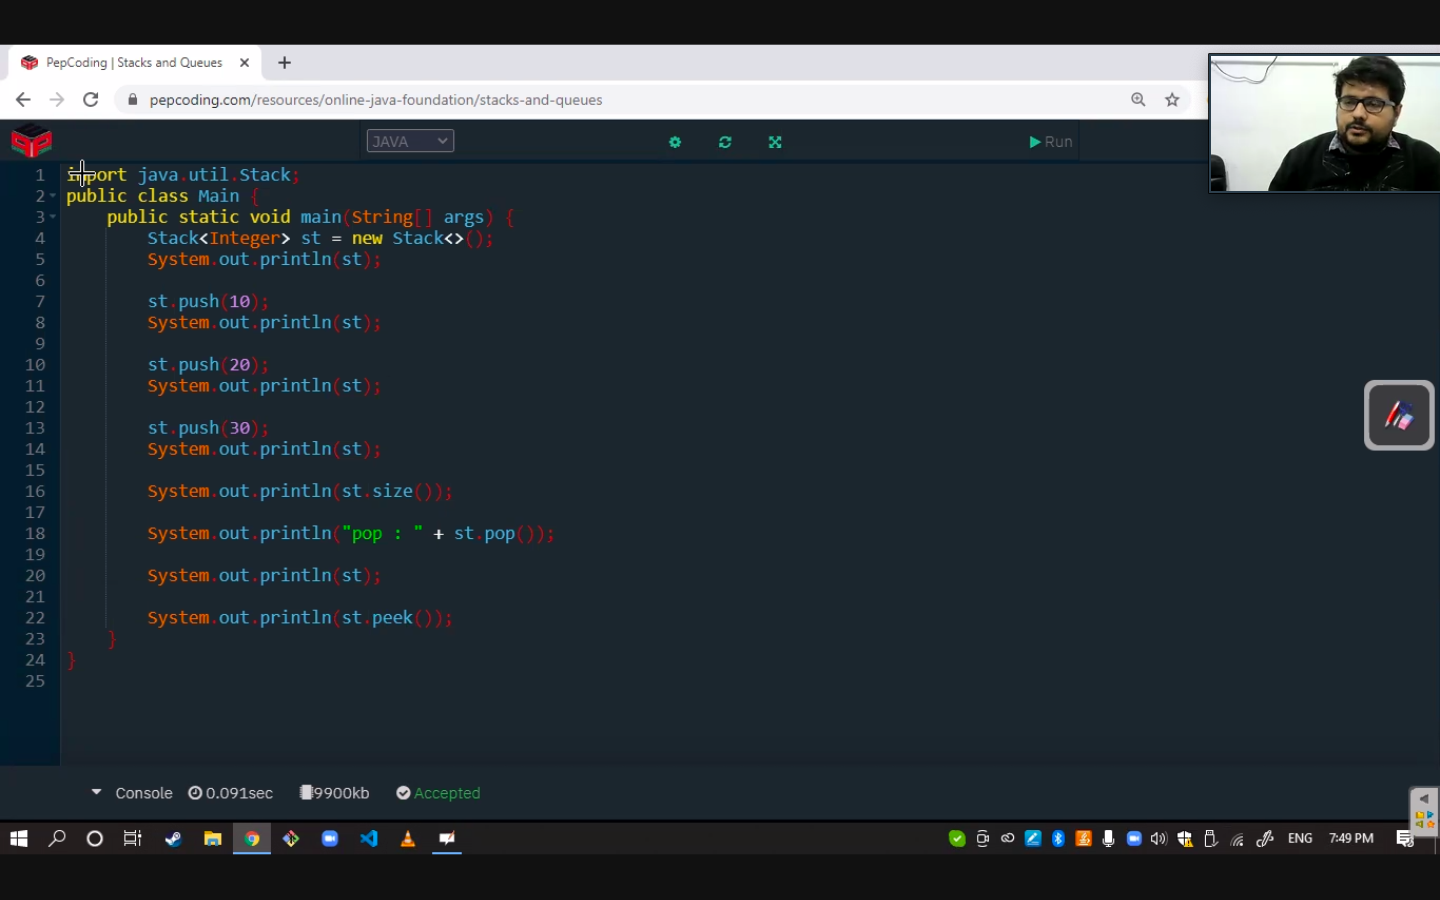 PepCoding | Stacks and Queues
pepcoding.com/resources/online-java-foundation/stacks-and-queues
JAVA
Run
1 import java.util.Stack;
2 public class Main {
3 public static void main(String[] args) {
4 Stack<Integer> st = new Stack<>();
5 System.out.println(st);
6
7 st.push(10);
8 System.out.println(st);
9
10 st.push(20);
11 System.out.println(st);
12
13 st.push(30);
14 System.out.println(st);
15
16 System.out.println(st.size());
17
18 System.out.println("pop : " + st.pop());
19
20 System.out.println(st);
21
22 System.out.println(st.peek());
23 }
24 }
25
Console 0.091sec 9900kb Accepted
ENG 7:49 PM